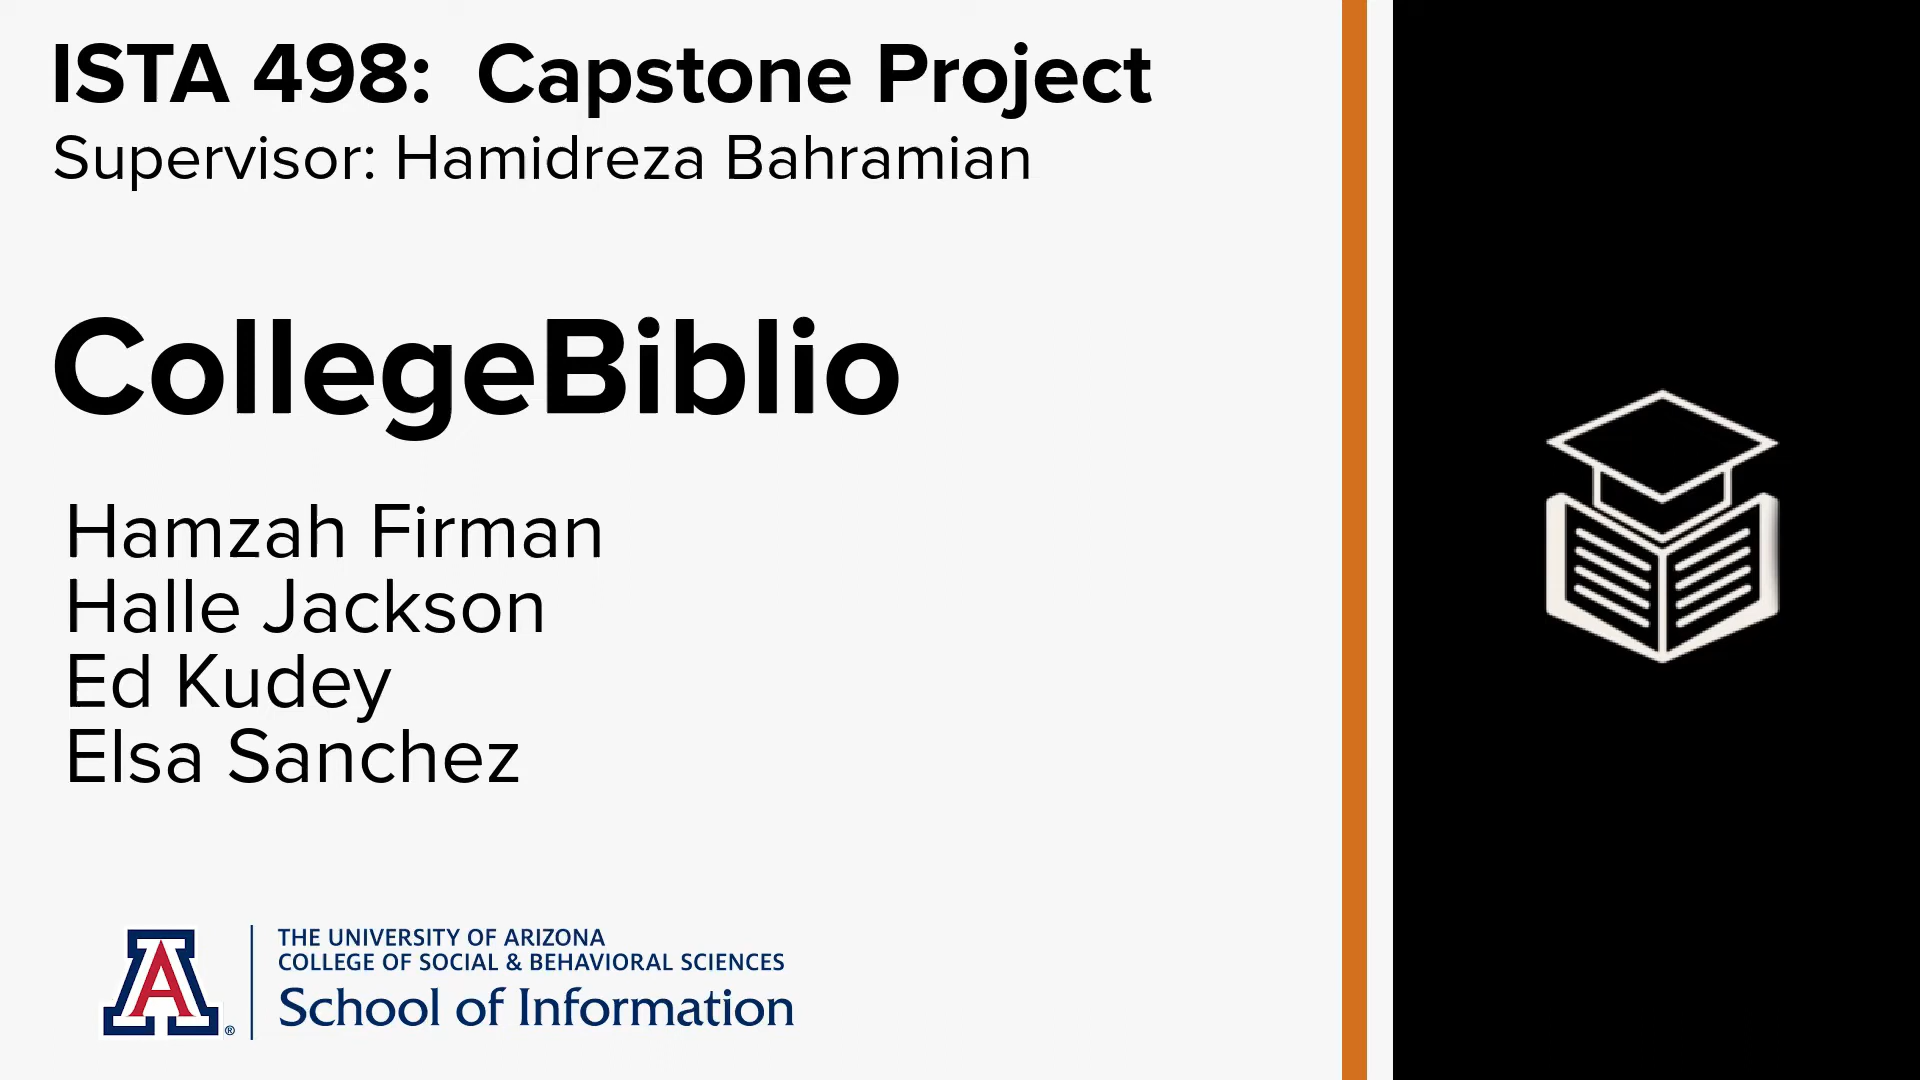 ISTA 498: Capstone Project
Supervisor: Hamidreza Bahramian
CollegeBiblio
Hamzah Firman
Halle Jackson
Ed Kudey
Elsa Sanchez
A®
THE UNIVERSITY OF ARIZONA
COLLEGE OF SOCIAL & BEHAVIORAL SCIENCES
School of Information